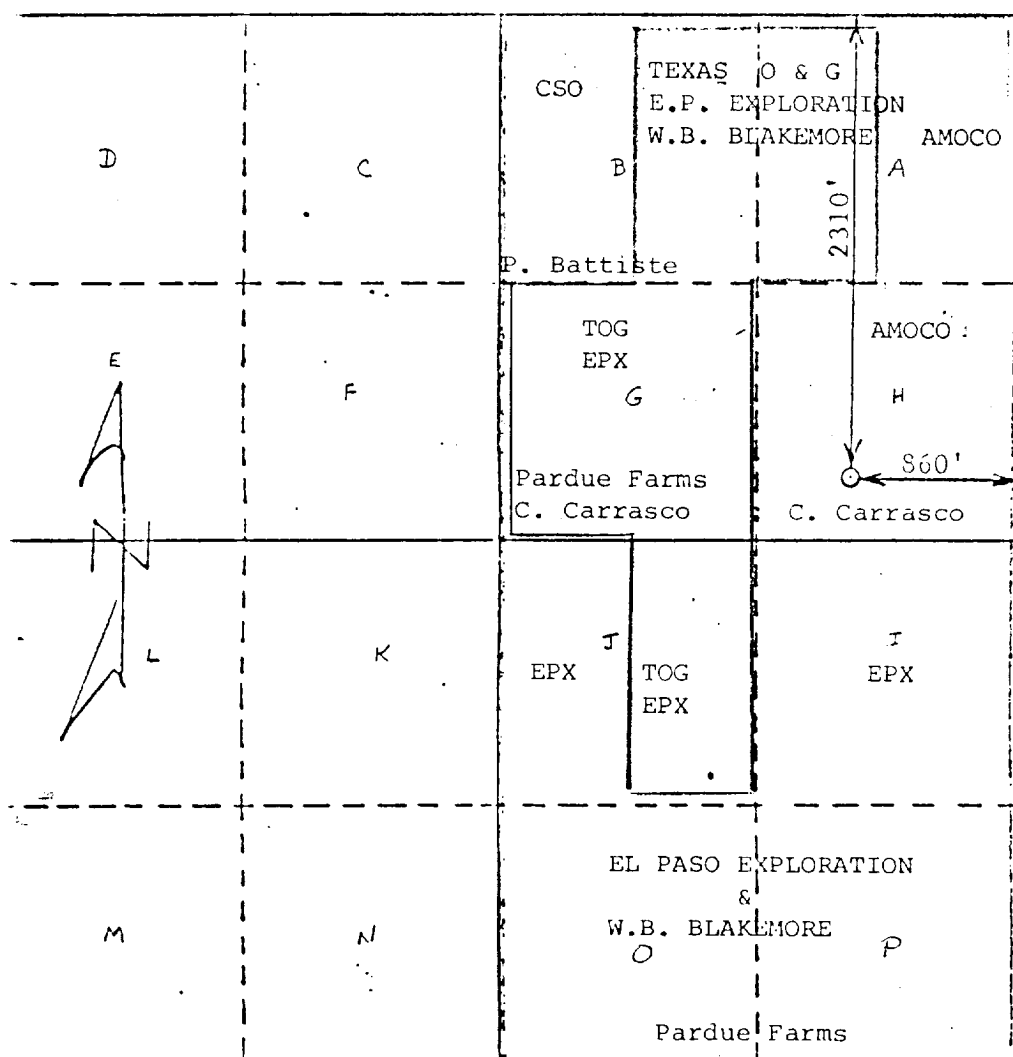 TEXAS O & G
CSO
E.P. EXPLORATION
W.B. BLAKEMORE
AMOCO
D
C
B
A
2310'
P. Battiste
TOG
EPX
AMOCO
E
F
G
H
860'
Pardue Farms
C. Carrasco
C. Carrasco
N
L
K
J
I
EPX
TOG
EPX
EPX
EL PASO EXPLORATION
&
W.B. BLAKEMORE
M
N
O
P
Pardue Farms